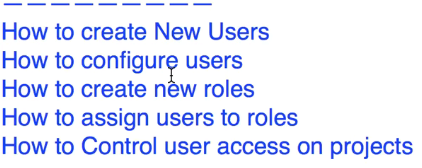 — — — — — — — — —
How to create New Users
How to configure users
How to create new roles
How to assign users to roles
How to Control user access on projects